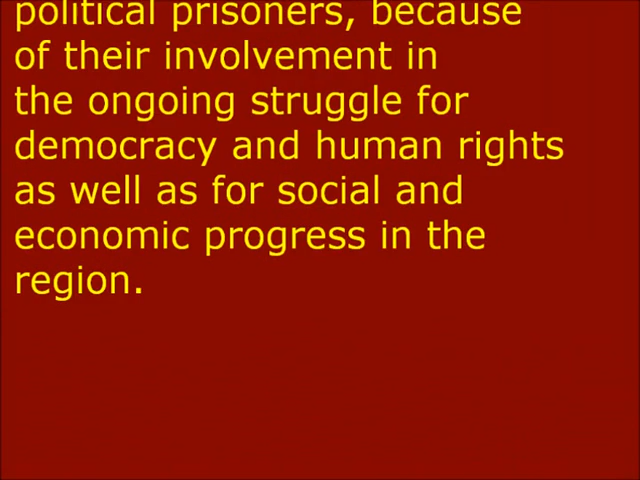 political prisoners, because
of their involvement in
the ongoing struggle for
democracy and human rights
as well as for social and
economic progress in the
region.